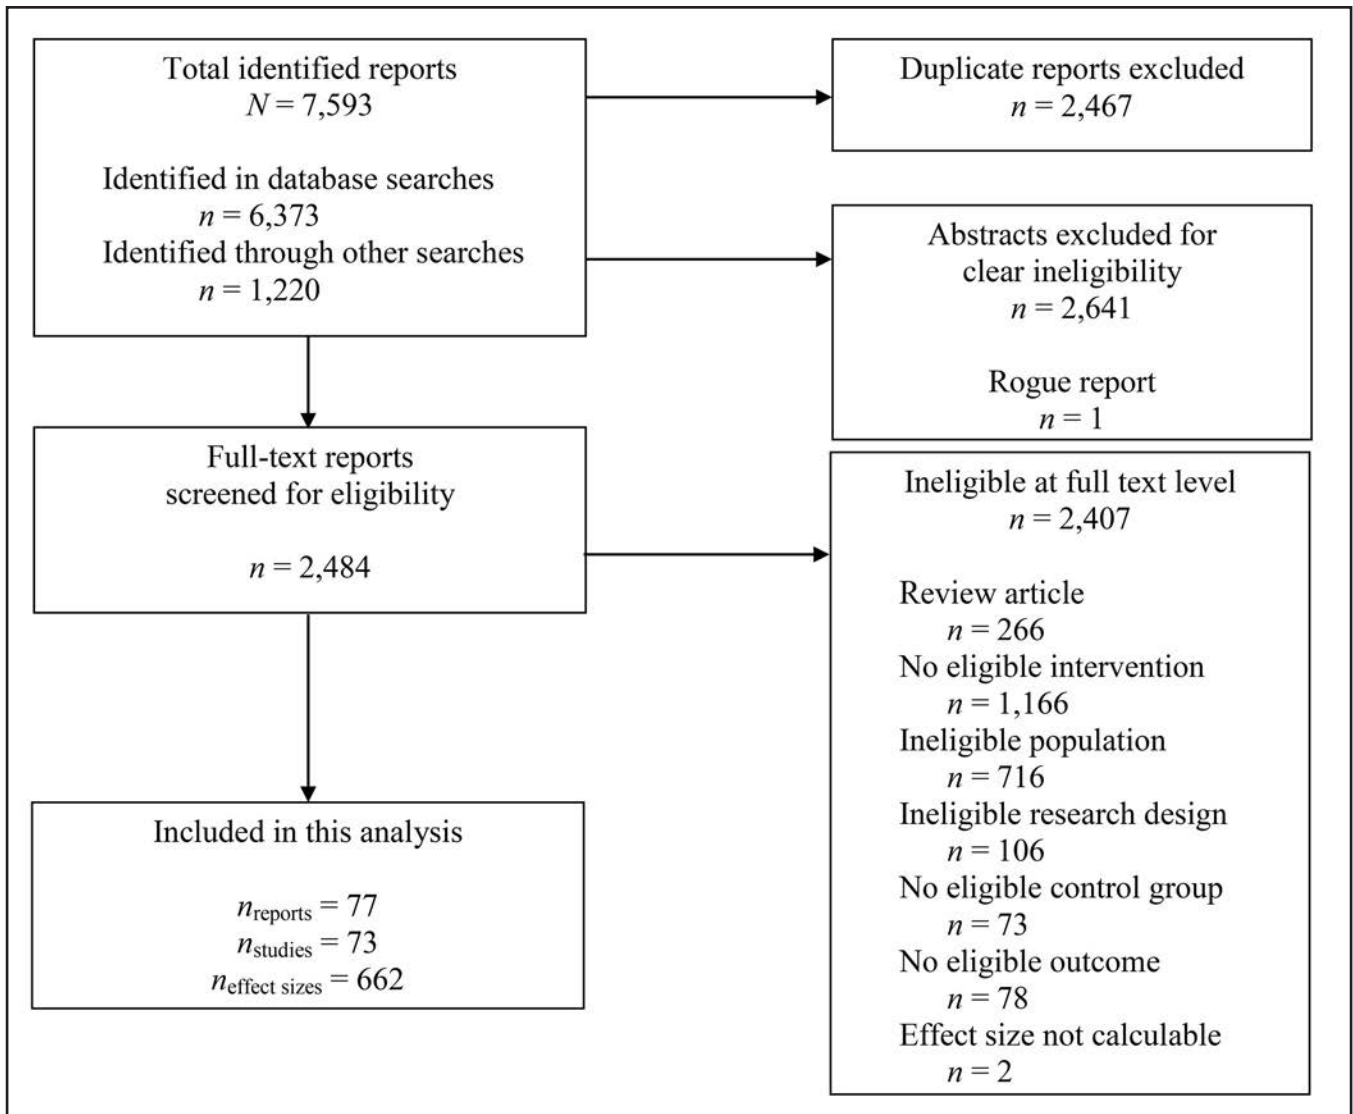 Total identified reports
N = 7,593
Identified in database searches
n = 6,373
Identified through other searches
n = 1,220
Duplicate reports excluded
n = 2,467
Abstracts excluded for
clear ineligibility
n = 2,641
Rogue report
n = 1
Full-text reports
screened for eligibility
n = 2,484
Ineligible at full text level
n = 2,407
Review article
n = 266
No eligible intervention
n = 1,166
Ineligible population
n = 716
Ineligible research design
n = 106
No eligible control group
n = 73
No eligible outcome
n = 78
Effect size not calculable
n = 2
Included in this analysis
n reports = 77
n studies = 73
n effect sizes = 662